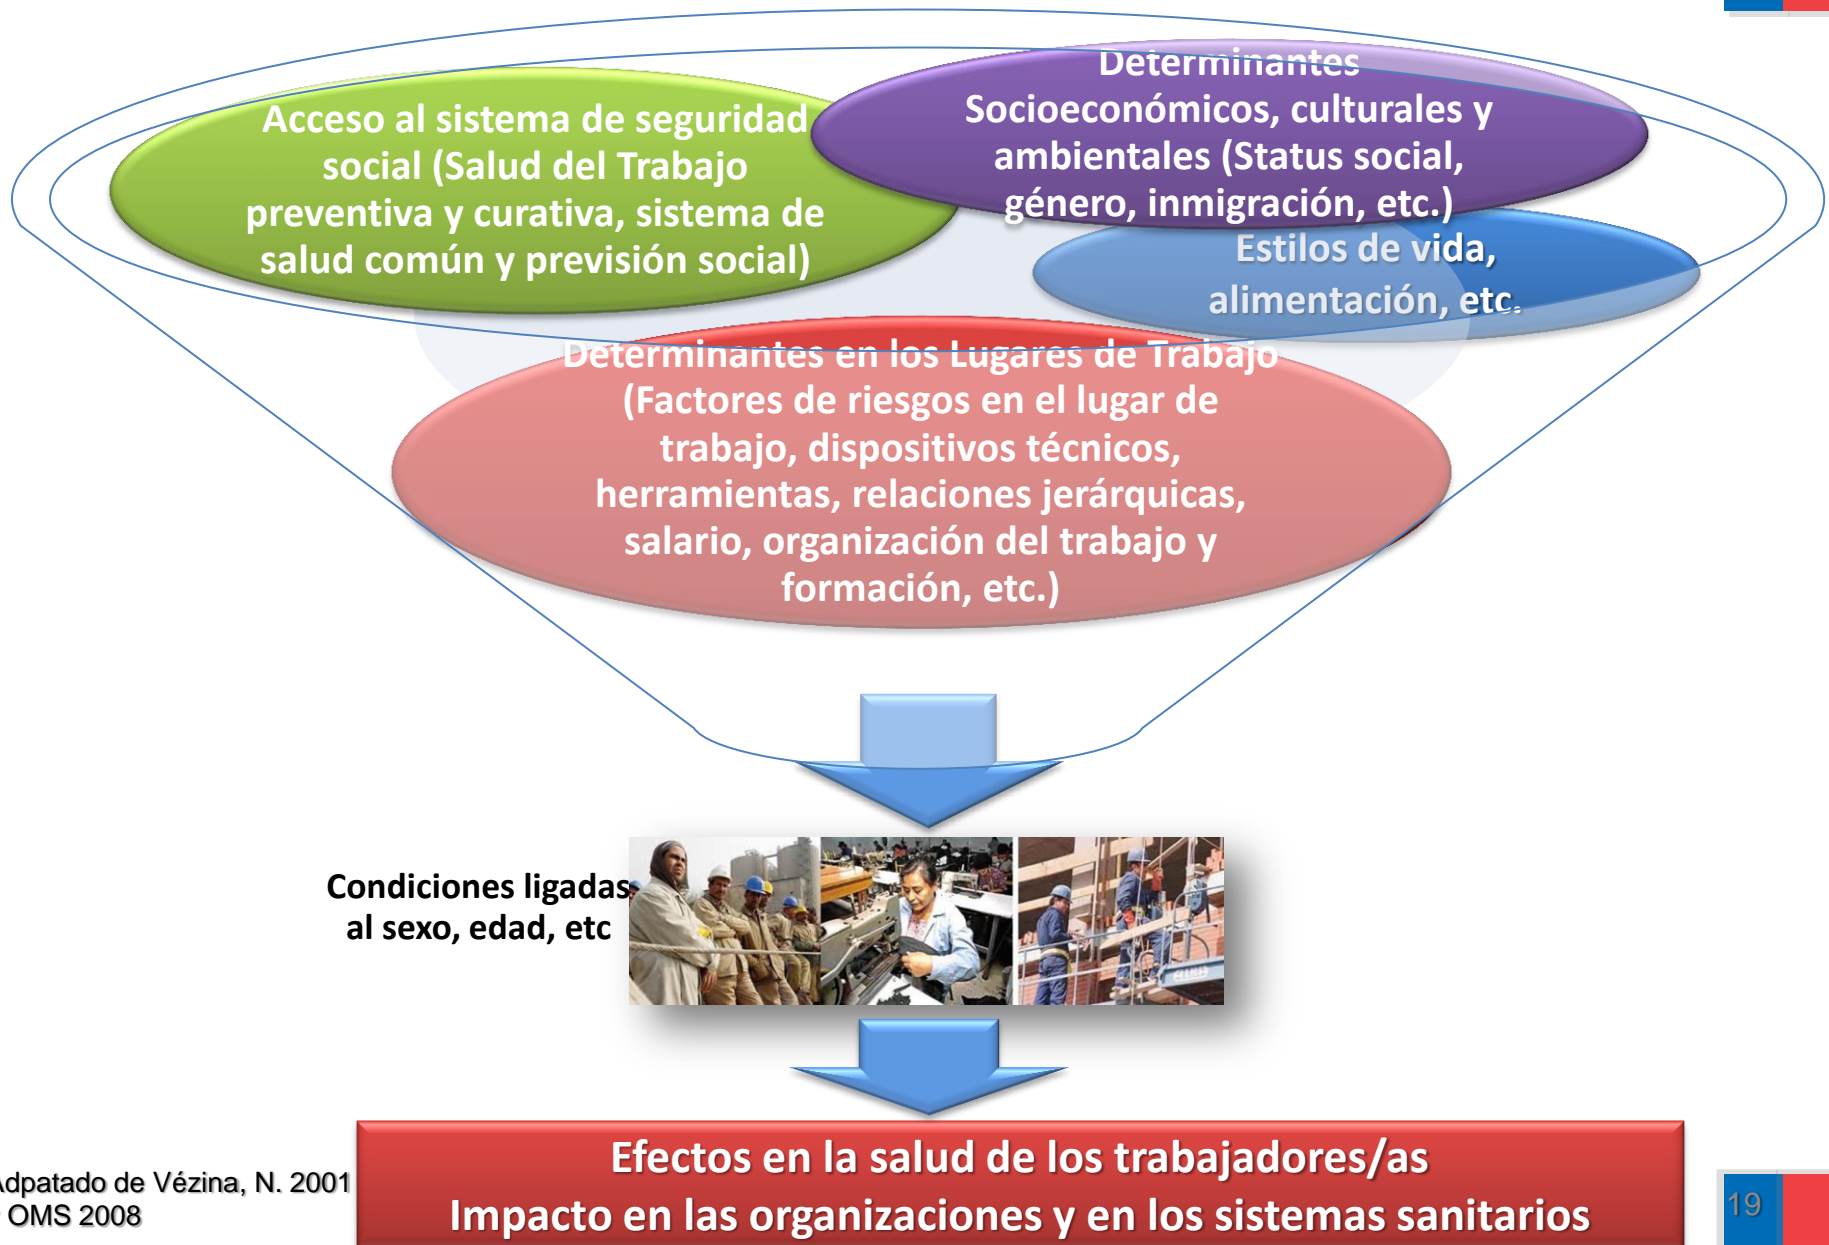 Acceso al sistema de seguridad
social (Salud del Trabajo
preventiva y curativa, sistema de
salud común y previsión social)
Determinantes
Socioeconómicos, culturales y
ambientales (Status social,
género, inmigración, etc.)
Estilos de vida,
alimentación, etc.
Determinantes en los Lugares de Trabajo
(Factores de riesgos en el lugar de
trabajo, dispositivos técnicos,
herramientas, relaciones jerárquicas,
salario, organización del trabajo y
formación, etc.)
Condiciones ligadas
al sexo, edad, etc
Efectos en la salud de los trabajadores/as
Impacto en las organizaciones y en los sistemas sanitarios
Adpatado de Vézina, N. 2001
OMS 2008
19